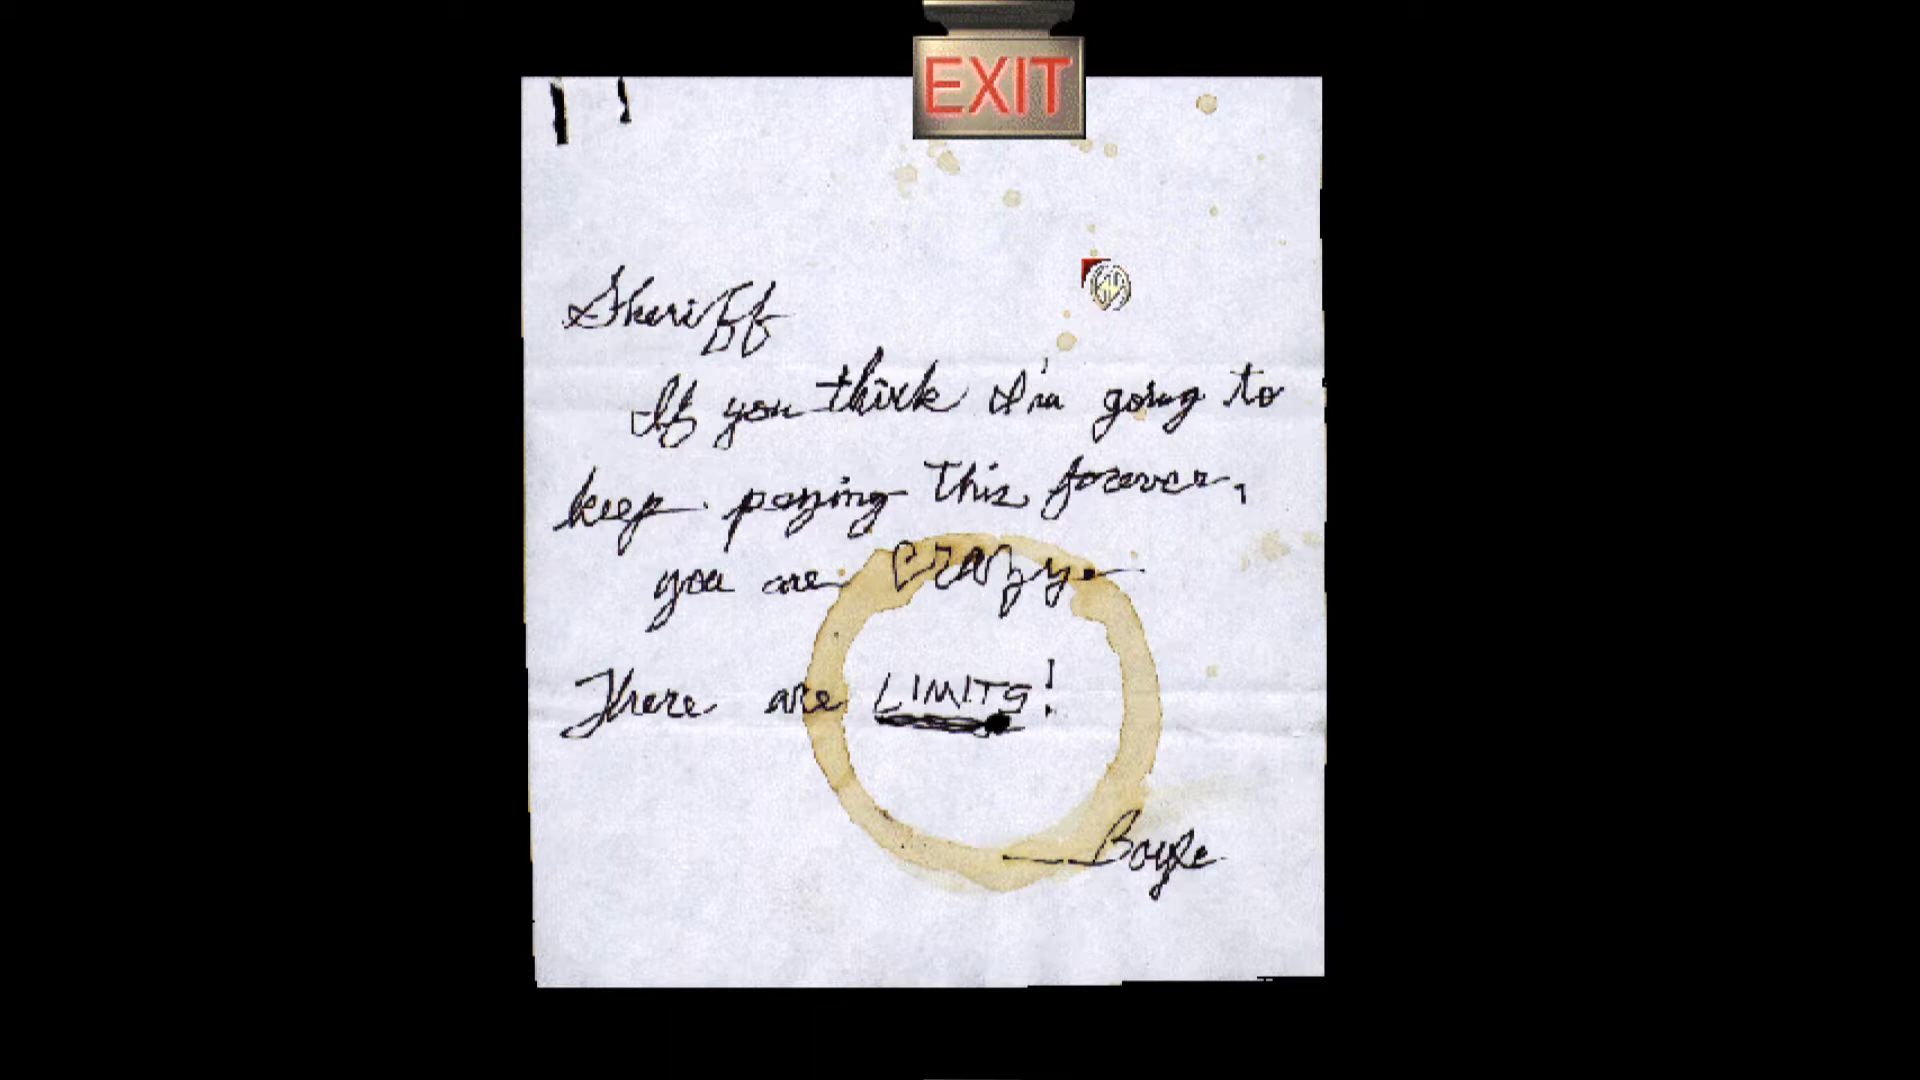 EXIT
Sheriff
If you think I'm going to
keep paying this forever,
you are crazy.
There are LIMITS!
—Boyle